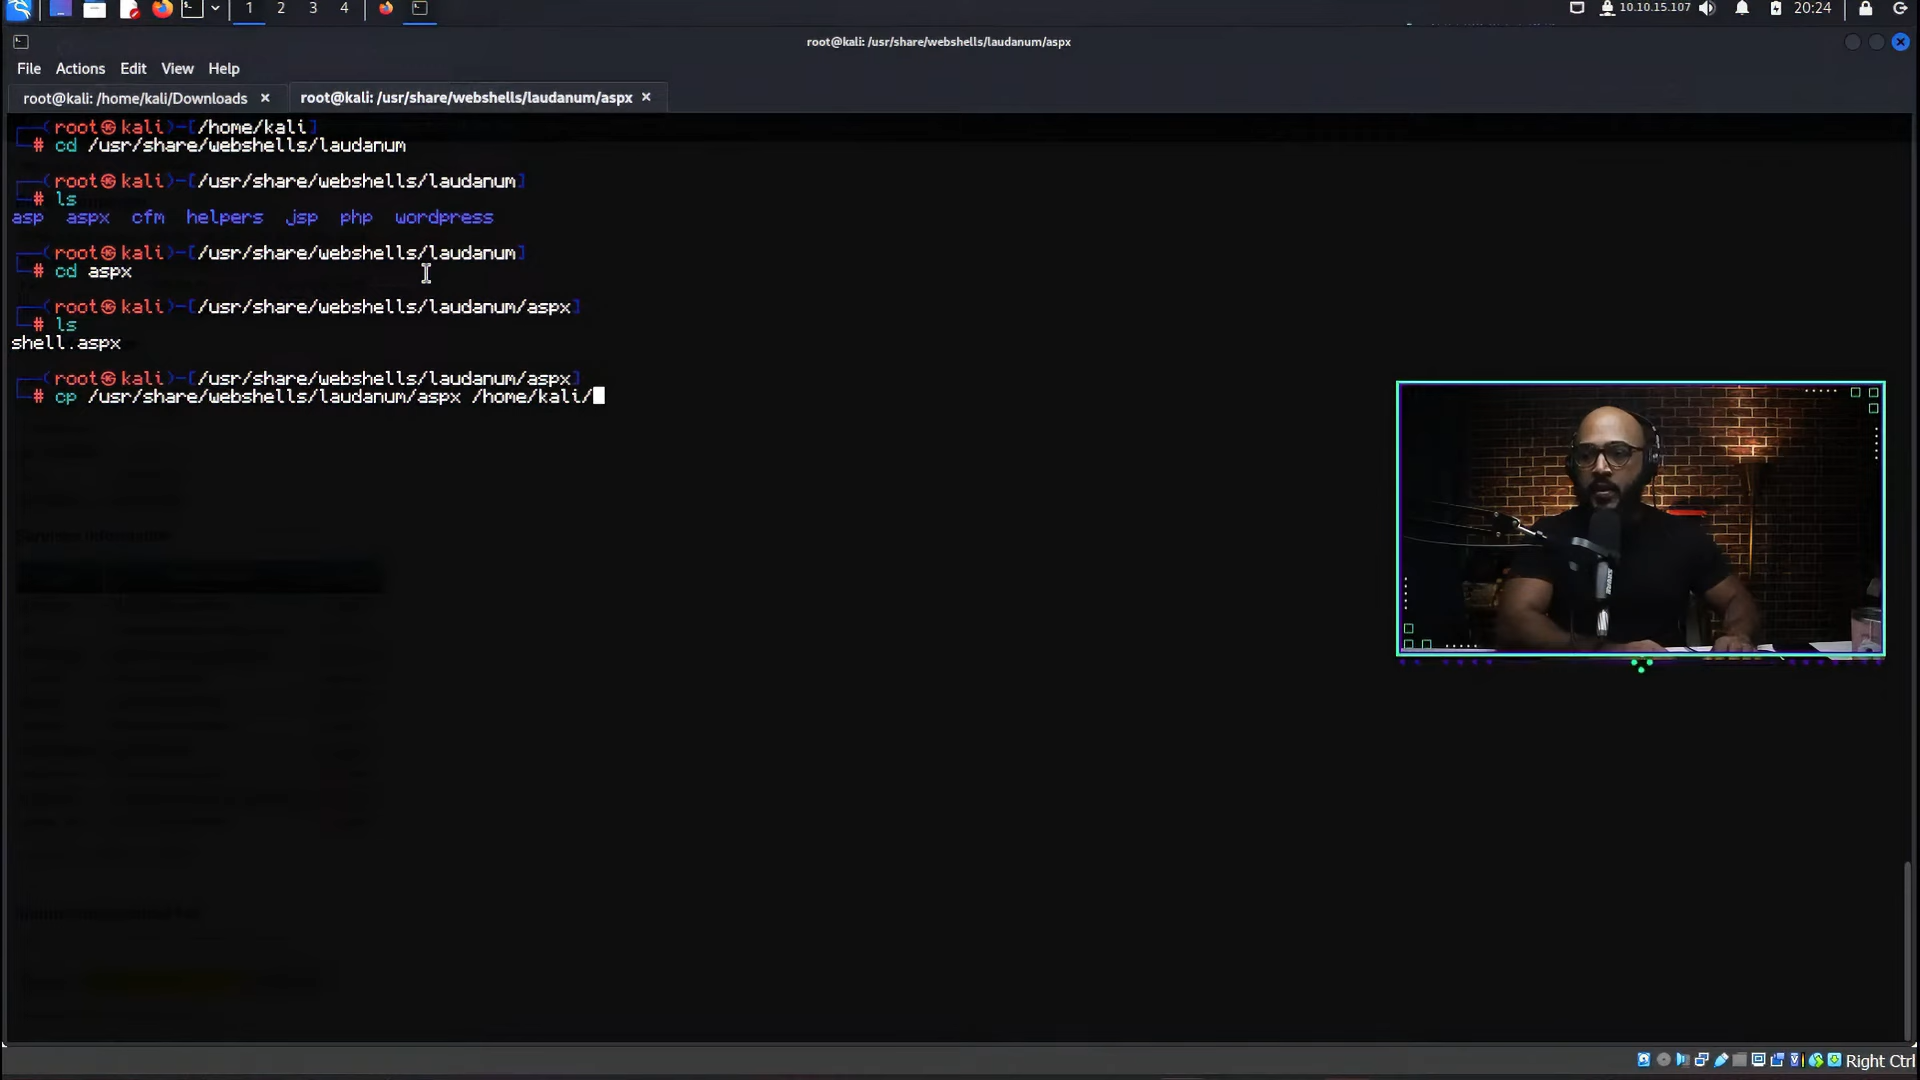 1 2 3 4
10.10.15.107 20:24
root@kali: /usr/share/webshells/laudanum/aspx
File Actions Edit View Help
root@kali: /home/kali/Downloads
root@kali: /usr/share/webshells/laudanum/aspx
(root㉿kali)-[/home/kali]
# cd /usr/share/webshells/laudanum
(root㉿kali)-[/usr/share/webshells/laudanum]
# ls
asp aspx cfm helpers jsp php wordpress
(root㉿kali)-[/usr/share/webshells/laudanum]
# cd aspx
(root㉿kali)-[/usr/share/webshells/laudanum/aspx]
# ls
shell.aspx
(root㉿kali)-[/usr/share/webshells/laudanum/aspx]
# cp /usr/share/webshells/laudanum/aspx /home/kali/
Right Ctrl